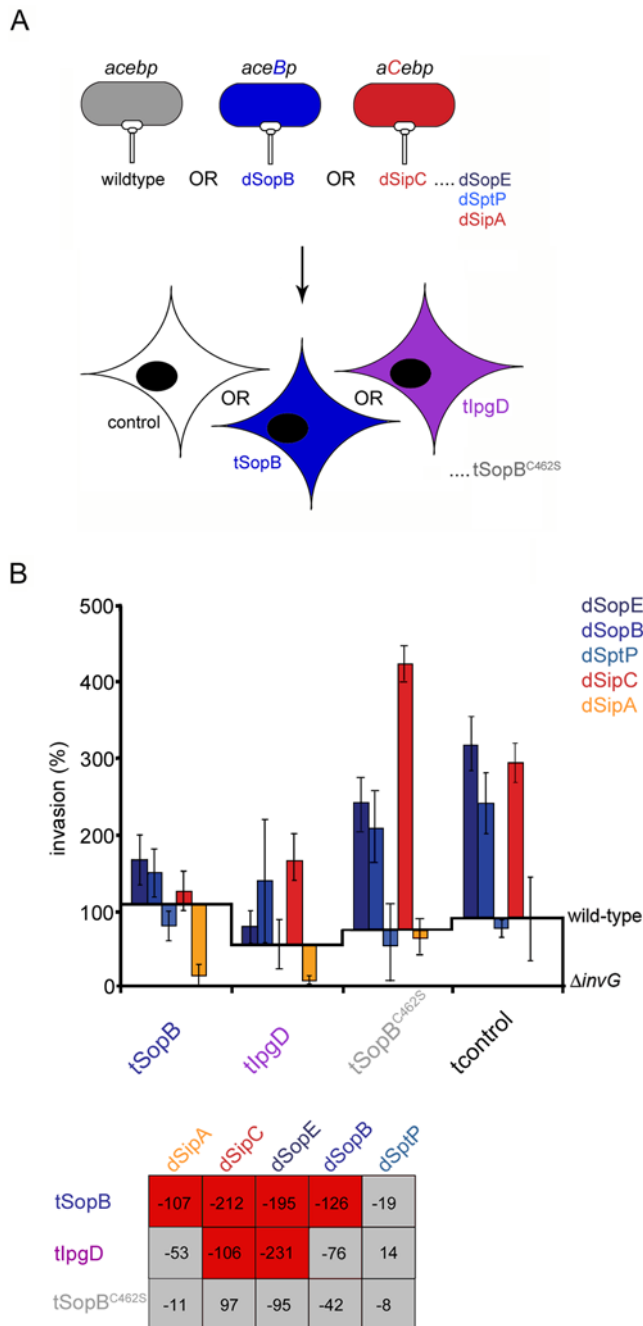 A
acebp aceBp aCebp
wildtype OR dSopB OR dSipC .... dSopE
dSptP
dSipA
control OR tSopB OR tIpgD
....tSopB^C462S
B
invasion (%)
500
400
300
200
100
0
dSopE
dSopB
dSptP
dSipC
dSipA
wild-type
ΔinvG
tSopB tIpgD tSopB^C462S tcontrol
dSipA dSipC dSopE dSopB dSptP
tSopB -107 -212 -195 -126 -19
tIpgD -53 -106 -231 -76 14
tSopB^C462S -11 97 -95 -42 -8